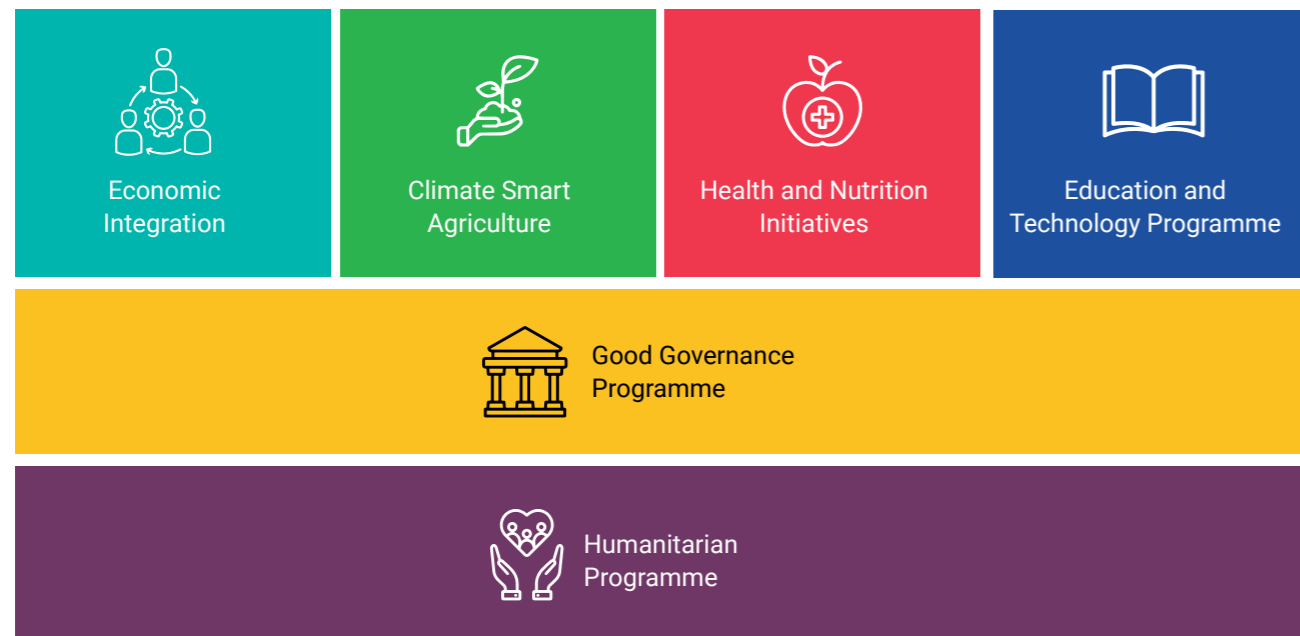 Economic
Integration
Climate Smart
Agriculture
Health and Nutrition
Initiatives
Education and
Technology Programme
Good Governance
Programme
Humanitarian
Programme